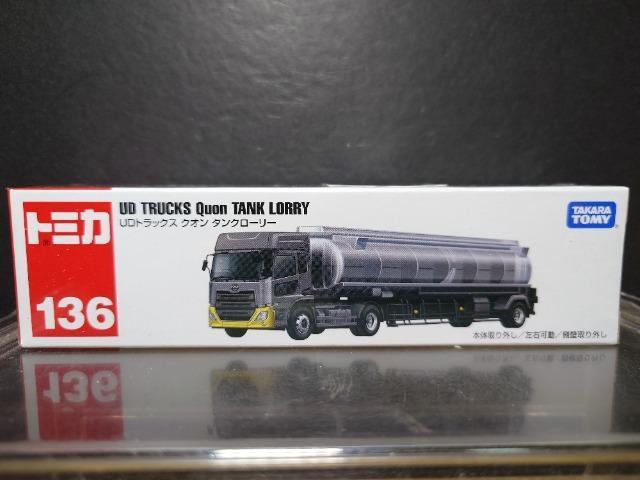 トミカ
136
UD TRUCKS Quon TANK LORRY
UDトラックス クオン タンクローリー
TAKARA
TOMY
本体取り外し／左右可動／側壁取り外し